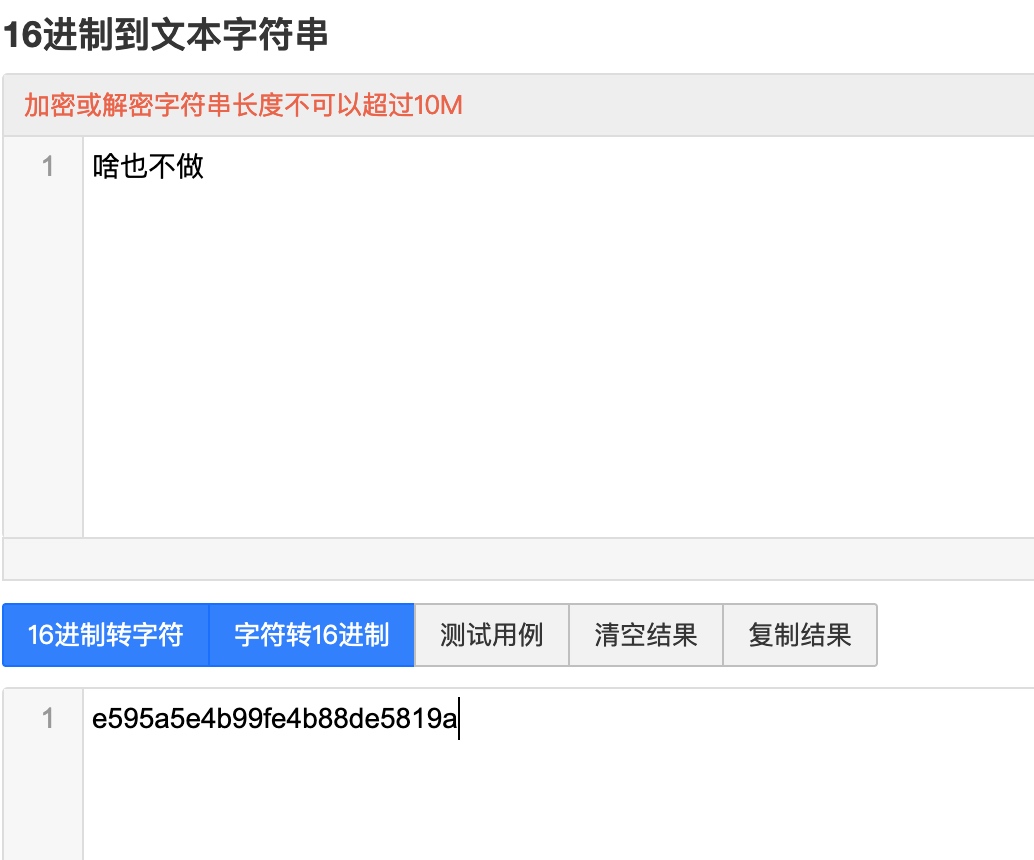 16进制到文本字符串
加密或解密字符串长度不可以超过10M
1 啥也不做
16进制转字符 字符转16进制 测试用例 清空结果 复制结果
1 e595a5e4b99fe4b88de5819a